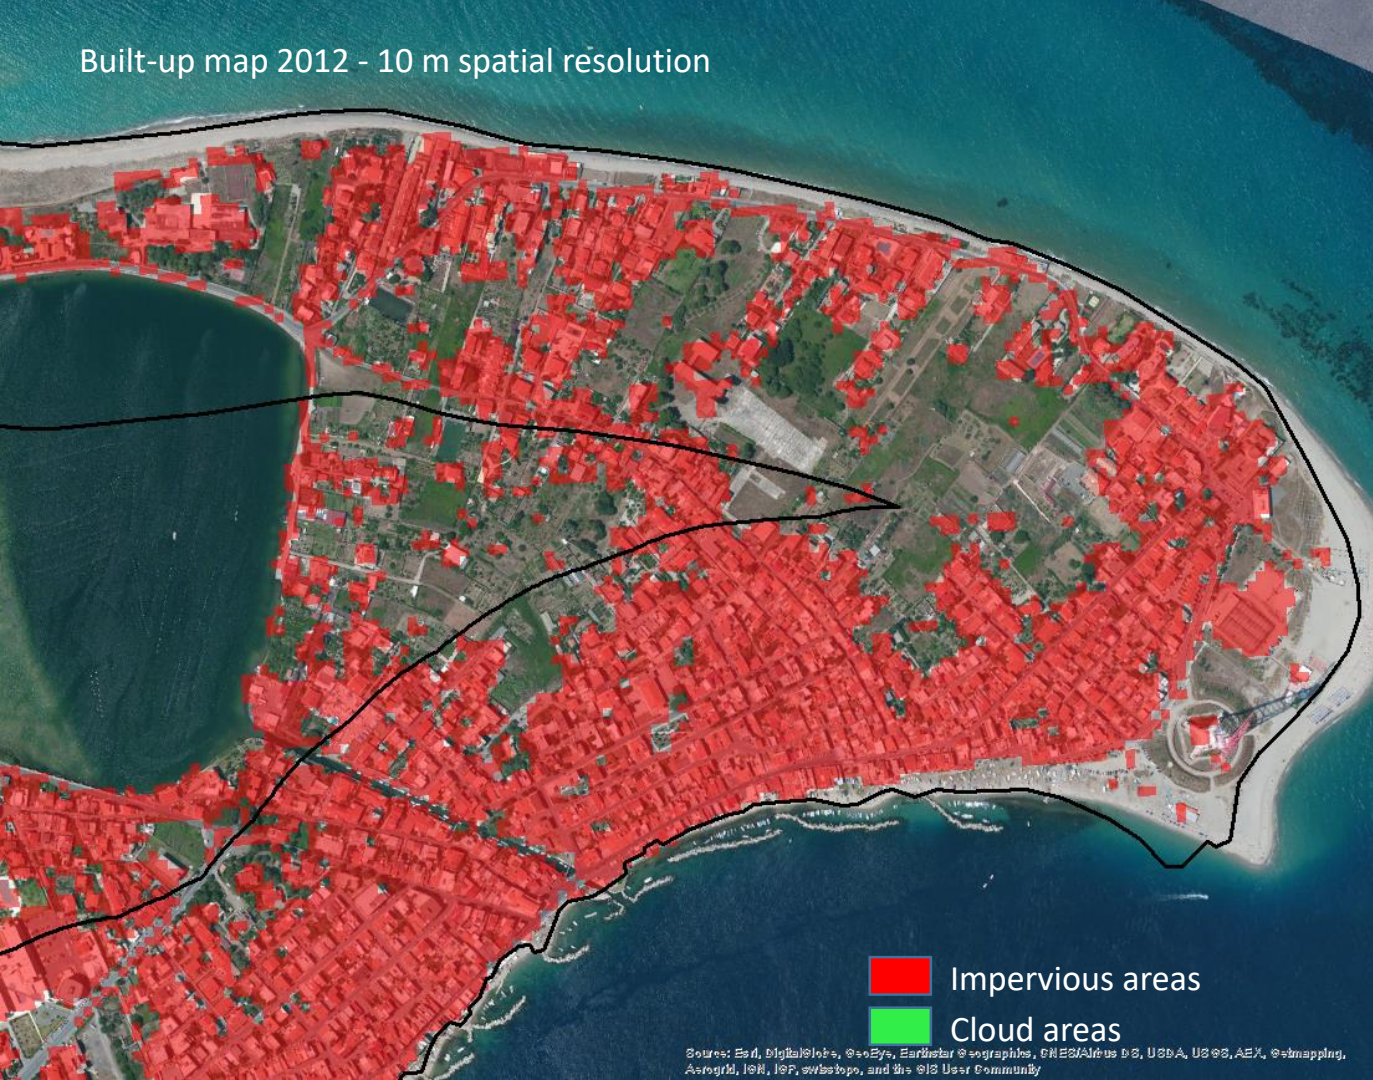 Built-up map 2012 - 10 m spatial resolution
Impervious areas
Cloud areas
Source: Esri, DigitalGlobe, GeoEye, Earthstar Geographics, CNES/Airbus DS, USDA, USGS, AEX, Getmapping,
Aerogrid, IGN, IGP, swisstopo, and the GIS User Community